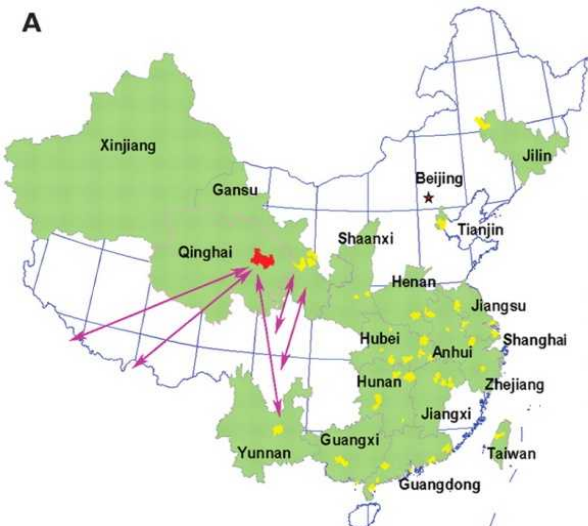 A
Xinjiang
Jilin
Gansu
Beijing
Qinghai
Shaanxi
Tianjin
Henan
Jiangsu
Hubei
Shanghai
Anhui
Hunan
Zhejiang
Jiangxi
Yunnan
Guangxi
Taiwan
Guangdong